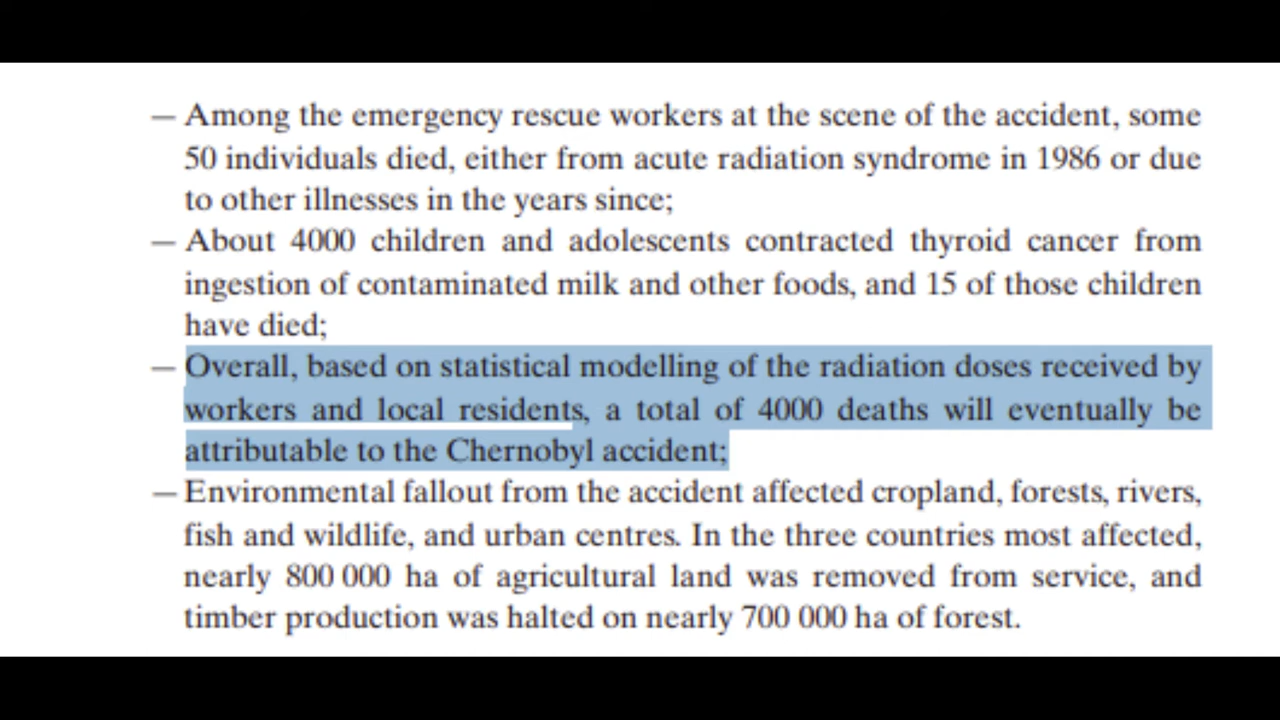 — Among the emergency rescue workers at the scene of the accident, some
50 individuals died, either from acute radiation syndrome in 1986 or due
to other illnesses in the years since;
— About 4000 children and adolescents contracted thyroid cancer from
ingestion of contaminated milk and other foods, and 15 of those children
have died;
— Overall, based on statistical modelling of the radiation doses received by
workers and local residents, a total of 4000 deaths will eventually be
attributable to the Chernobyl accident;
— Environmental fallout from the accident affected cropland, forests, rivers,
fish and wildlife, and urban centres. In the three countries most affected,
nearly 800 000 ha of agricultural land was removed from service, and
timber production was halted on nearly 700 000 ha of forest.